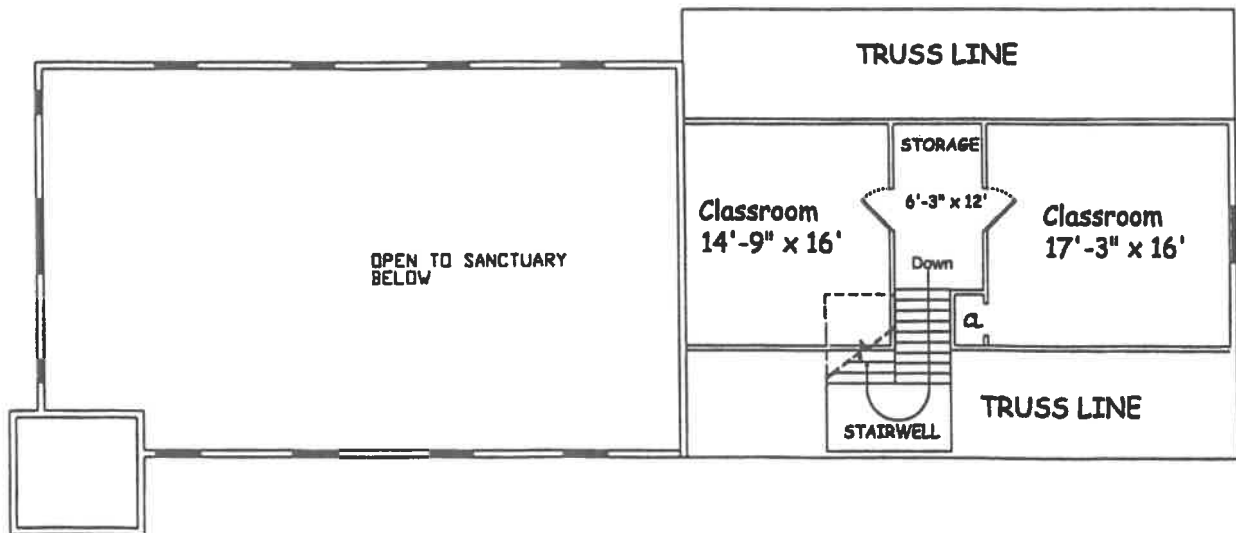 TRUSS LINE
STORAGE
6'-3" x 12'
Classroom
14'-9" x 16'
Classroom
17'-3" x 16'
OPEN TO SANCTUARY
BELOW
Down
CL
TRUSS LINE
STAIRWELL